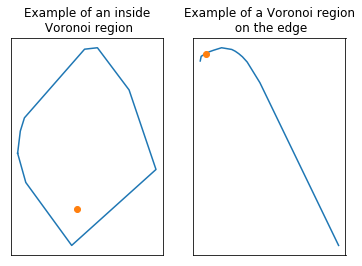 Example of an inside
Voronoi region
Example of a Voronoi region
on the edge